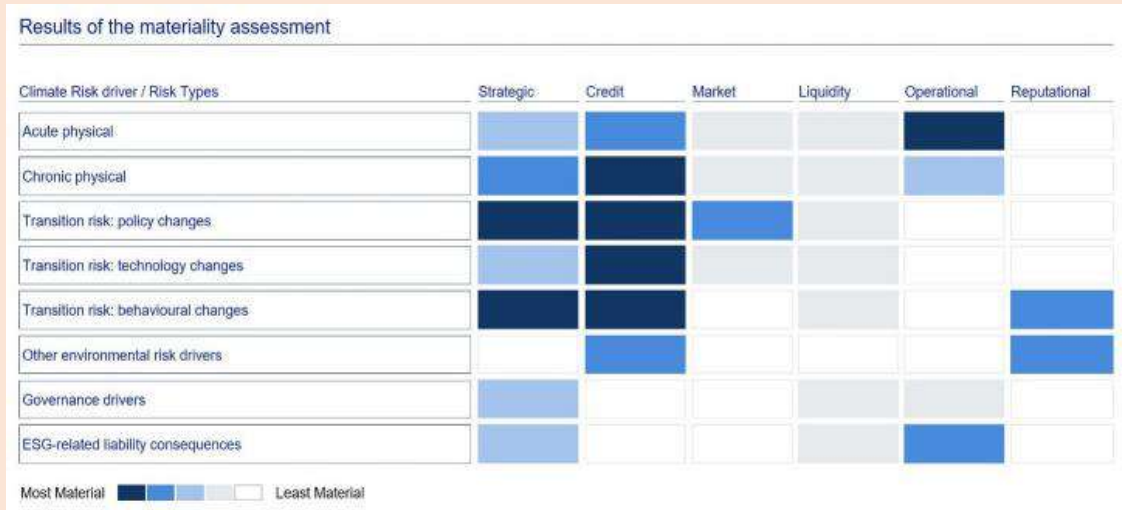 Results of the materiality assessment
Climate Risk driver / Risk Types Strategic Credit Market Liquidity Operational Reputational
Acute physical
Chronic physical
Transition risk: policy changes
Transition risk: technology changes
Transition risk: behavioural changes
Other environmental risk drivers
Governance drivers
ESG-related liability consequences
Most Material Least Material